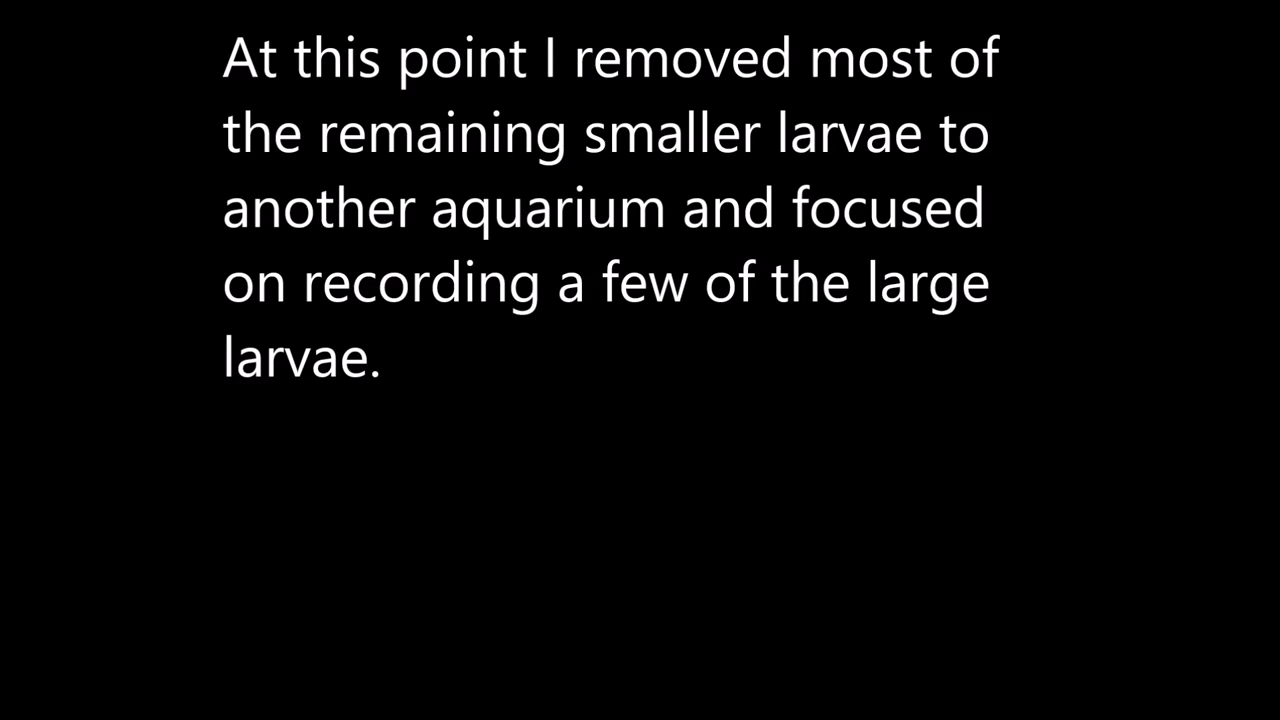 At this point I removed most of
the remaining smaller larvae to
another aquarium and focused
on recording a few of the large
larvae.